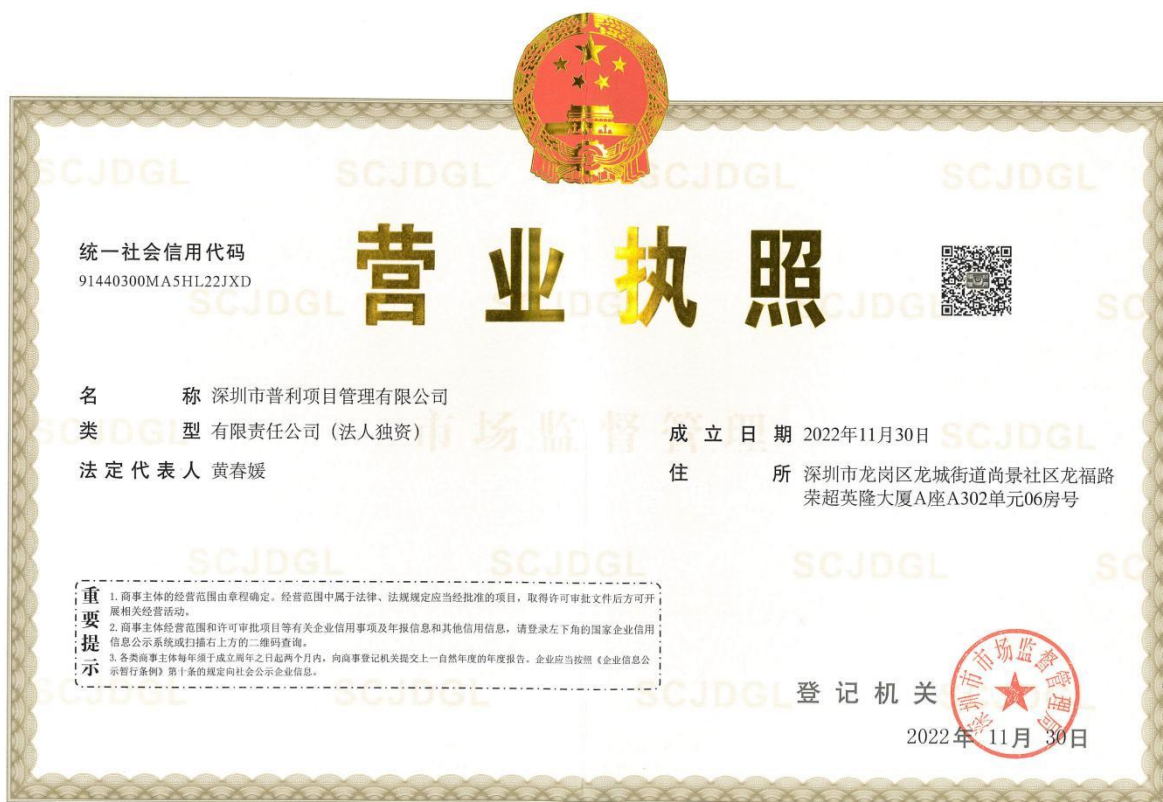 统一社会信用代码
91440300MA5HL22JXD
营业执照
名称 深圳市普利项目管理有限公司
类型 有限责任公司（法人独资）
法定代表人 黄春媛
成立日期 2022年11月30日
住所 深圳市龙岗区龙城街道尚景社区龙福路
荣超英隆大厦A座A302单元06房号
重要提示
1. 商事主体的经营范围由章程确定。经营范围中属于法律、法规规定应当经批准的项目，取得许可审批文件后方可开
展相关经营活动。
2. 商事主体经营范围和许可审批项目等有关企业信用事项及年报信息和其他信用信息，请登录左下角的国家企业信用
信息公示系统或扫描右上方的二维码查询。
3. 各类商事主体每年须于成立周年之日起两个月内，向商事登记机关提交上一自然年度的年度报告。企业应当按照《企业信息公
示暂行条例》第十条的规定向社会公示企业信息。
登记机关
深圳市市场监督管理局
2022年 11月 30日
SCJDGL
市场监督管理